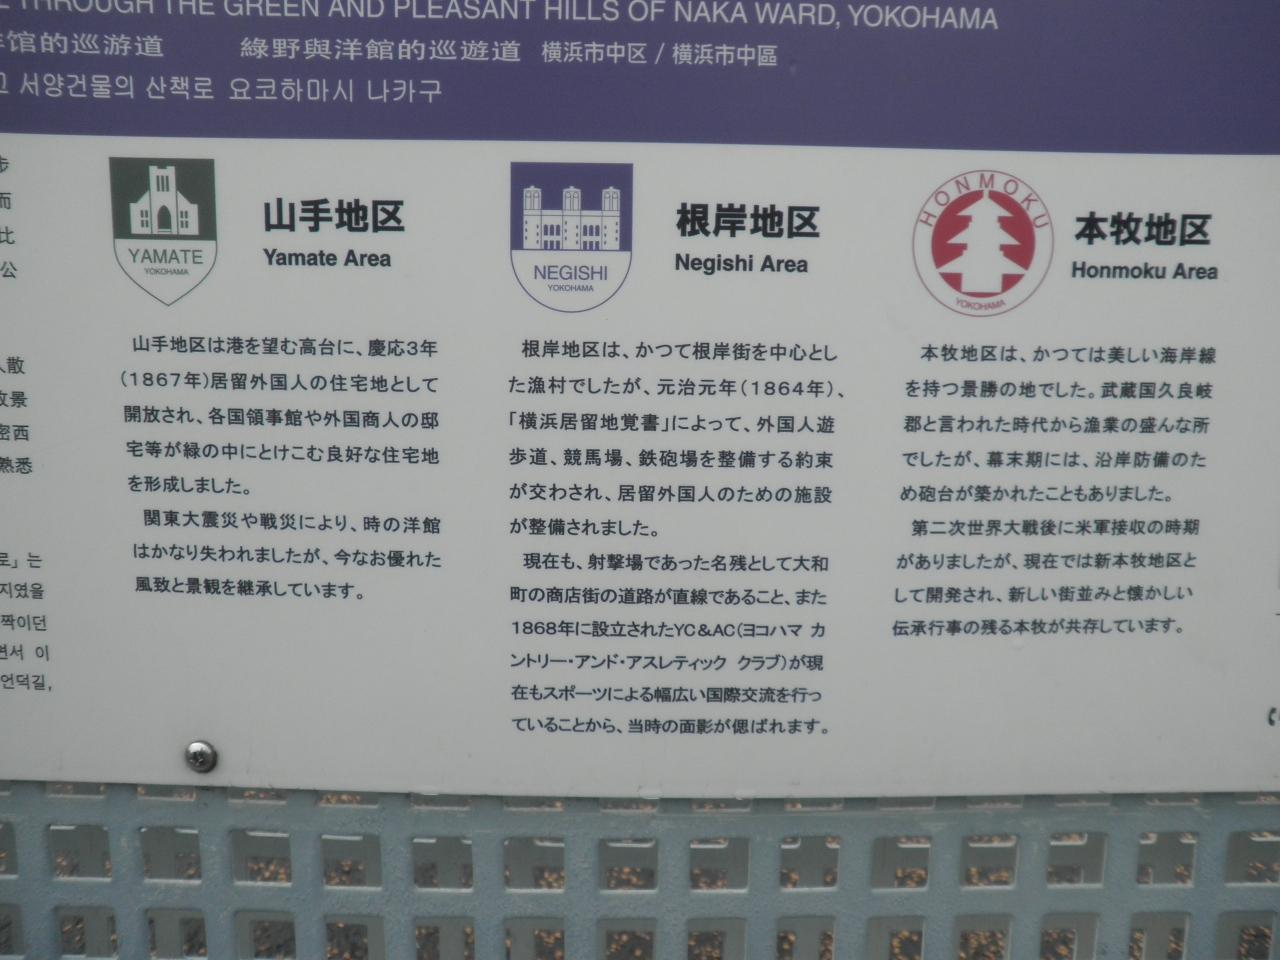 THROUGH THE GREEN AND PLEASANT HILLS OF NAKA WARD, YOKOHAMA
馆的巡游道 綠野與洋館的巡遊道 横浜市中区 / 横浜市中區
고 서양건물의 산책로 요코하마시 나카구
步
而
比
公
人散
景
密西
熟悉
」は
지였을
짝이던
면서 이
언덕길,
YAMATE
YOKOHAMA
山手地区
Yamate Area
山手地区は港を望む高台に、慶応3年
(1867年)居留外国人の住宅地として
開放され、各国領事館や外国商人の邸
宅等が緑の中にとけこむ良好な住宅地
を形成しました。
関東大震災や戦災により、時の洋館
はかなり失われましたが、今なお優れた
風致と景観を継承しています。
NEGISHI
YOKOHAMA
根岸地区
Negishi Area
根岸地区は、かつて根岸街を中心とし
た漁村でしたが、元治元年(1864年)、
「横浜居留地覚書」によって、外国人遊
歩道、競馬場、鉄砲場を整備する約束
が交わされ、居留外国人のための施設
が整備されました。
現在も、射撃場であった名残として大和
町の商店街の道路が直線であること、また
1868年に設立されたYC&AC(ヨコハマ カ
ントリー・アンド・アスレティック クラブ)が現
在もスポーツによる幅広い国際交流を行っ
ていることから、当時の面影が偲ばれます。
HONMOKU
YOKOHAMA
本牧地区
Honmoku Area
本牧地区は、かつては美しい海岸線
を持つ景勝の地でした。武蔵国久良岐
郡と言われた時代から漁業の盛んな所
でしたが、幕末期には、沿岸防備のた
め砲台が築かれたこともありました。
第二次世界大戦後に米軍接収の時期
がありましたが、現在では新本牧地区と
して開発され、新しい街並みと懐かしい
伝承行事の残る本牧が共存しています。